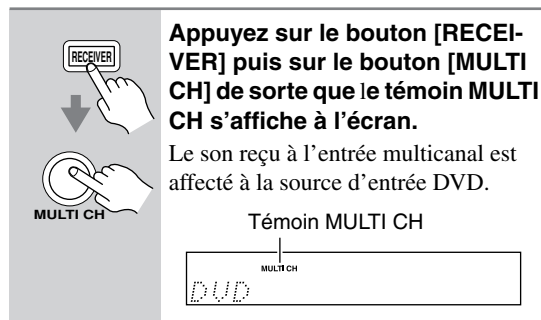 RECEIVER
MULTI CH
Appuyez sur le bouton [RECEI-
VER] puis sur le bouton [MULTI
CH] de sorte que le témoin MULTI
CH s’affiche à l’écran.
Le son reçu à l’entrée multicanal est
affecté à la source d’entrée DVD.
Témoin MULTI CH
MULTI CH
DVD